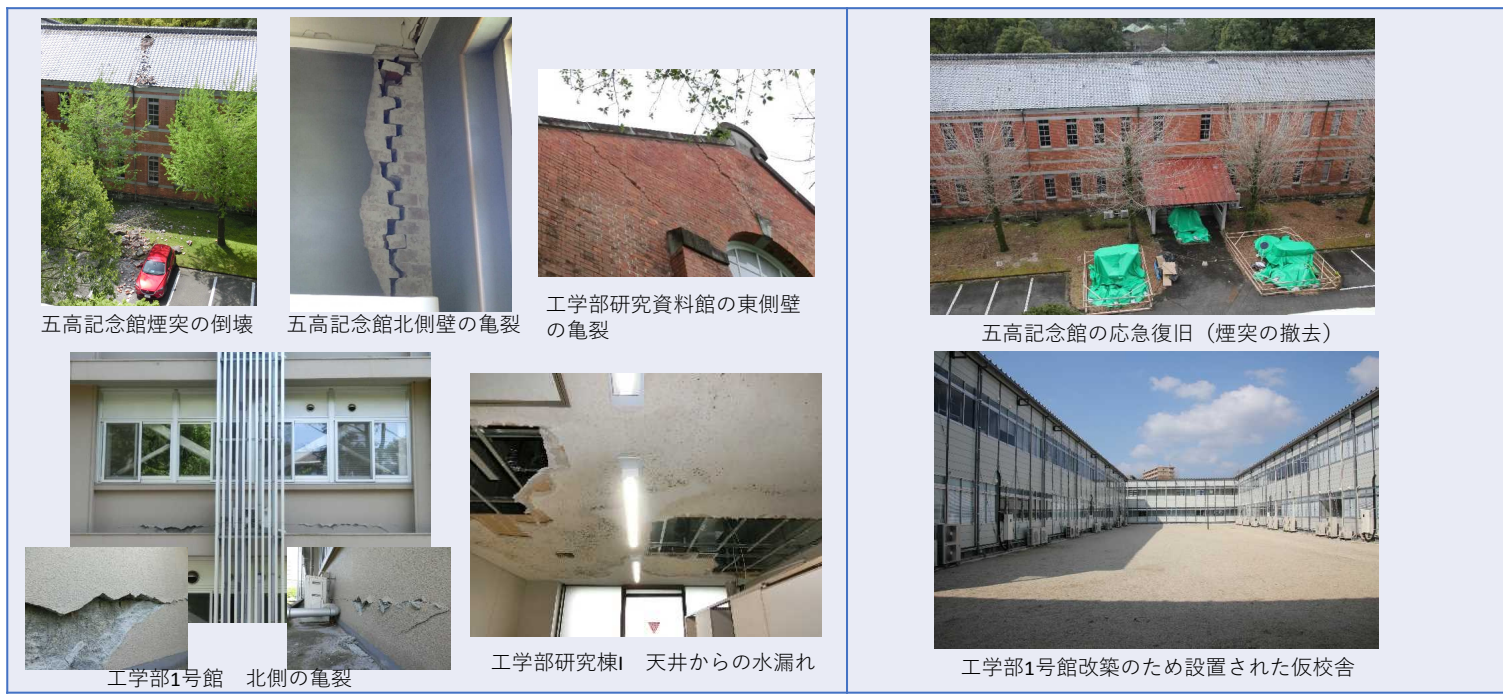 五高記念館煙突の倒壊
五高記念館北側壁の亀裂
工学部研究資料館の東側壁
の亀裂
工学部1号館　北側の亀裂
工学部研究棟I　天井からの水漏れ
五高記念館の応急復旧（煙突の撤去）
工学部1号館改築のため設置された仮校舎